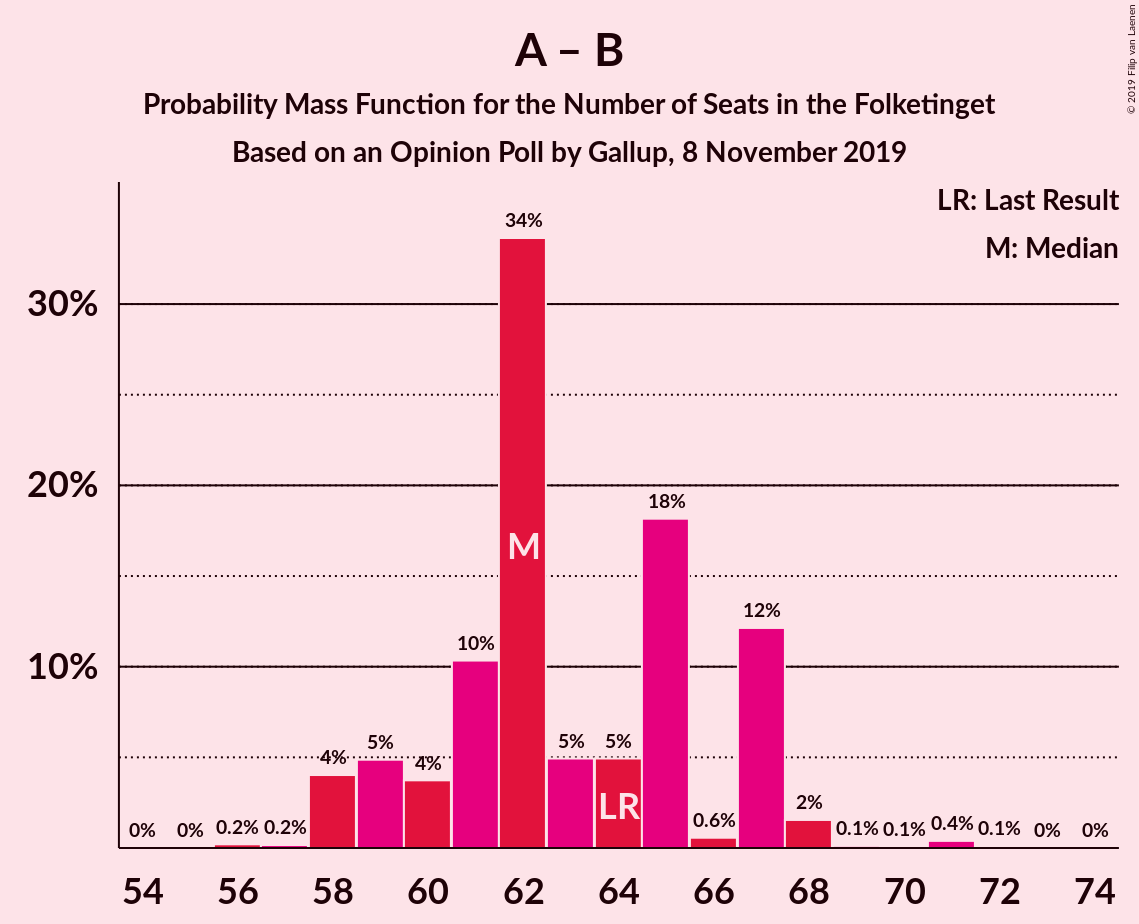 A – B
Probability Mass Function for the Number of Seats in the Folketinget
Based on an Opinion Poll by Gallup, 8 November 2019
© 2019 Filip van Laenen
LR: Last Result
M: Median
30%
20%
10%
0%
0%
0.2%
0.2%
4%
5%
4%
10%
34%
5%
5%
18%
0.6%
12%
2%
0.1%
0.1%
0.4%
0.1%
0%
0%
M
LR
54 56 58 60 62 64 66 68 70 72 74